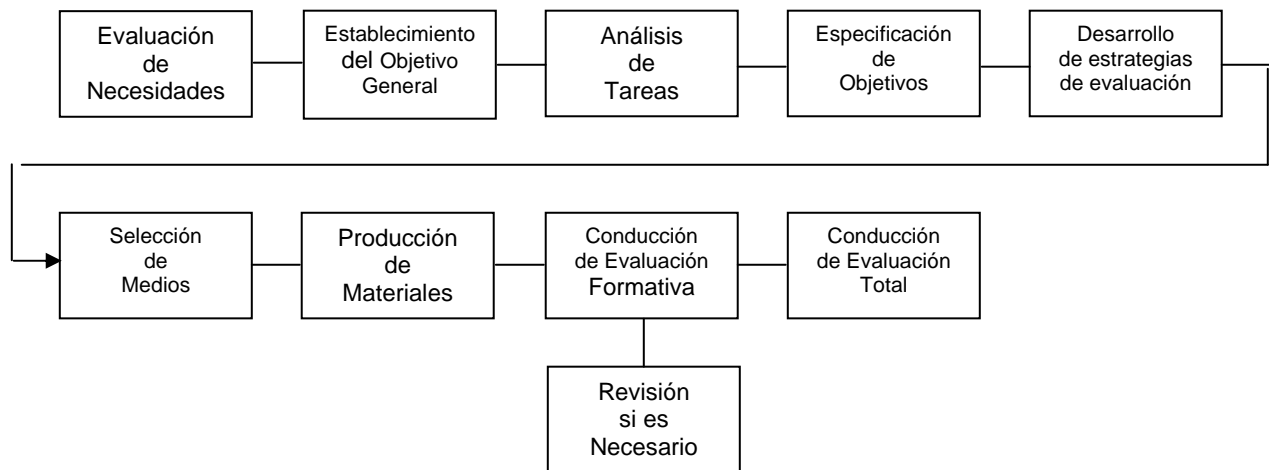 Evaluación
de
Necesidades
Establecimiento
del Objetivo
General
Análisis
de
Tareas
Especificación
de
Objetivos
Desarrollo
de estrategias
de evaluación
Selección
de
Medios
Producción
de
Materiales
Conducción
de Evaluación
Formativa
Conducción
de Evaluación
Total
Revisión
si es
Necesario